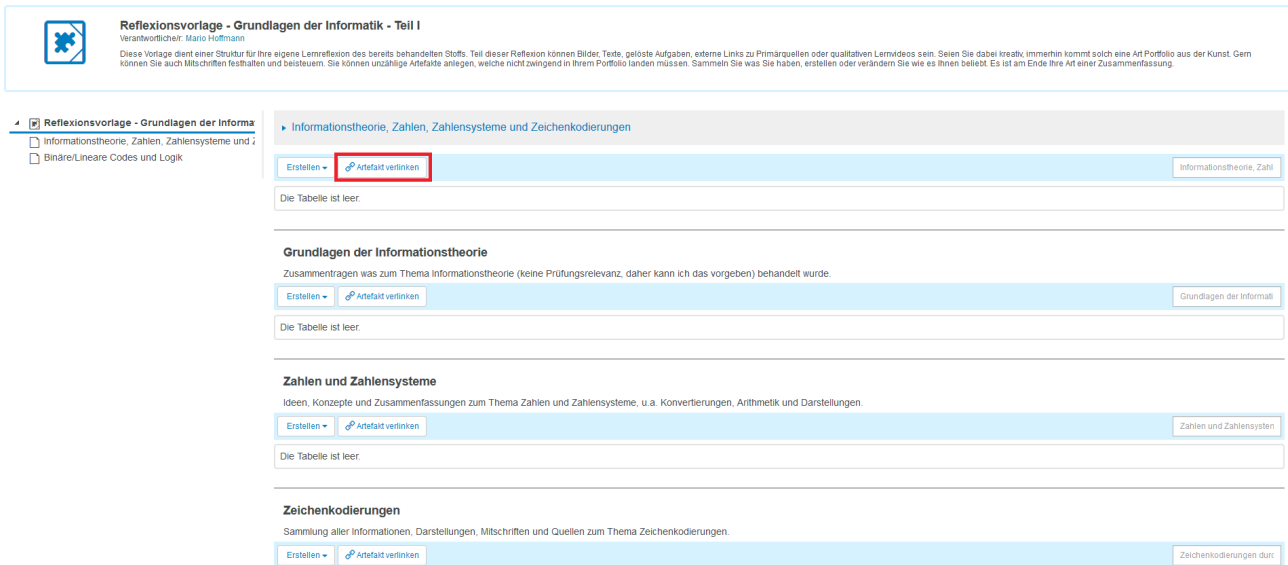 Reflexionsvorlage - Grundlagen der Informatik - Teil I
Verantwortliche/r: Mario Hoffmann
Diese Vorlage dient einer Struktur für Ihre eigene Lernreflexion des bereits behandelten Stoffs. Teil dieser Reflexion können Bilder, Texte, gelöste Aufgaben, externe Links zu Primärquellen oder qualitativen Lernvideos sein. Seien Sie dabei kreativ, immerhin kommt solch eine Art Portfolio aus der Kunst. Gern
können Sie auch Mitschriften festhalten und beisteuern. Sie können unzählige Artefakte anlegen, welche nicht zwingend in Ihrem Portfolio landen müssen. Sammeln Sie was Sie haben, erstellen oder verändern Sie wie es Ihnen beliebt. Es ist am Ende Ihre Art einer Zusammenfassung.
Reflexionsvorlage - Grundlagen der Informa
Informationstheorie, Zahlen, Zahlensysteme und Z
Binäre/Lineare Codes und Logik
Informationstheorie, Zahlen, Zahlensysteme und Zeichenkodierungen
Erstellen Artefakt verlinken Informationstheorie, Zahl
Die Tabelle ist leer.
Grundlagen der Informationstheorie
Zusammentragen was zum Thema Informationstheorie (keine Prüfungsrelevanz, daher kann ich das vorgeben) behandelt wurde.
Erstellen Artefakt verlinken Grundlagen der Informati
Die Tabelle ist leer.
Zahlen und Zahlensysteme
Ideen, Konzepte und Zusammenfassungen zum Thema Zahlen und Zahlensysteme, u.a. Konvertierungen, Arithmetik und Darstellungen.
Erstellen Artefakt verlinken Zahlen und Zahlensysten
Die Tabelle ist leer.
Zeichenkodierungen
Sammlung aller Informationen, Darstellungen, Mitschriften und Quellen zum Thema Zeichenkodierungen.
Erstellen Artefakt verlinken Zeichenkodierungen durc